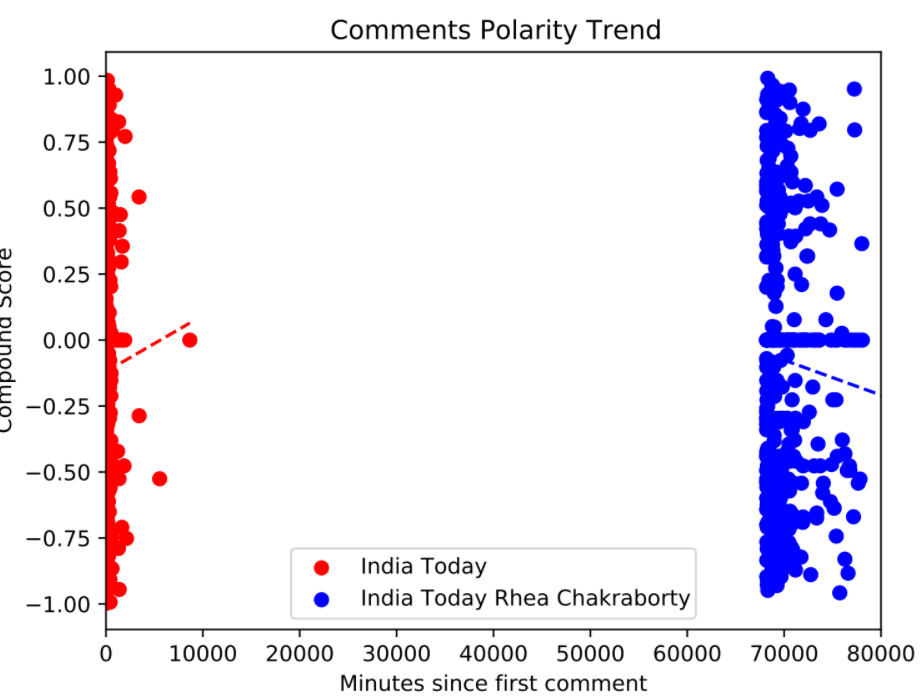 Comments Polarity Trend
1.00
0.75
0.50
0.25
0.00
−0.25
−0.50
−0.75
−1.00
Compound Score
India Today
India Today Rhea Chakraborty
0 10000 20000 30000 40000 50000 60000 70000 80000
Minutes since first comment